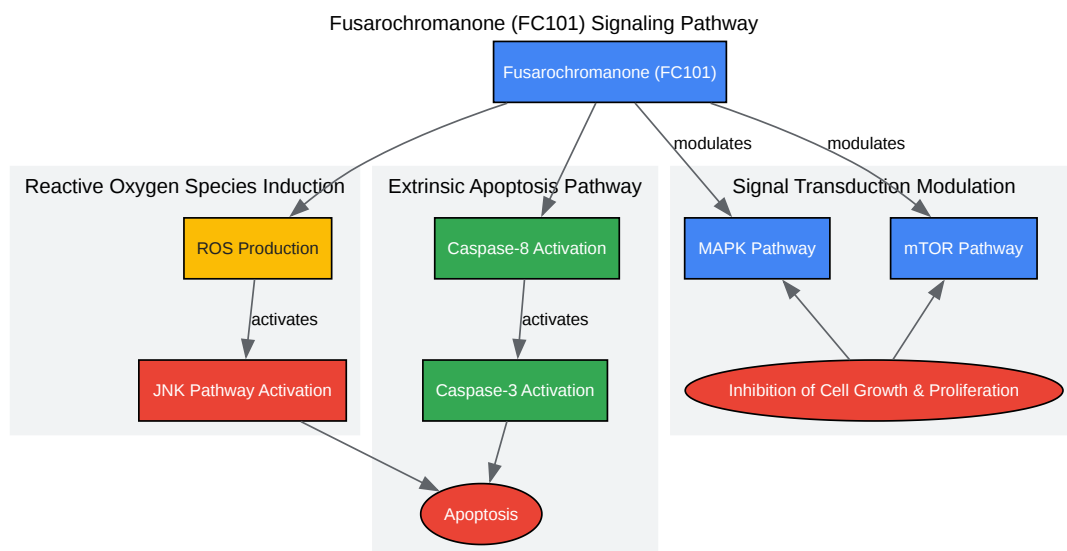 Fusarochromanone (FC101) Signaling Pathway
Fusarochromanone (FC101)
modulates
modulates
Reactive Oxygen Species Induction
Extrinsic Apoptosis Pathway
Signal Transduction Modulation
ROS Production
Caspase-8 Activation
MAPK Pathway
mTOR Pathway
activates
activates
JNK Pathway Activation
Caspase-3 Activation
Inhibition of Cell Growth & Proliferation
Apoptosis